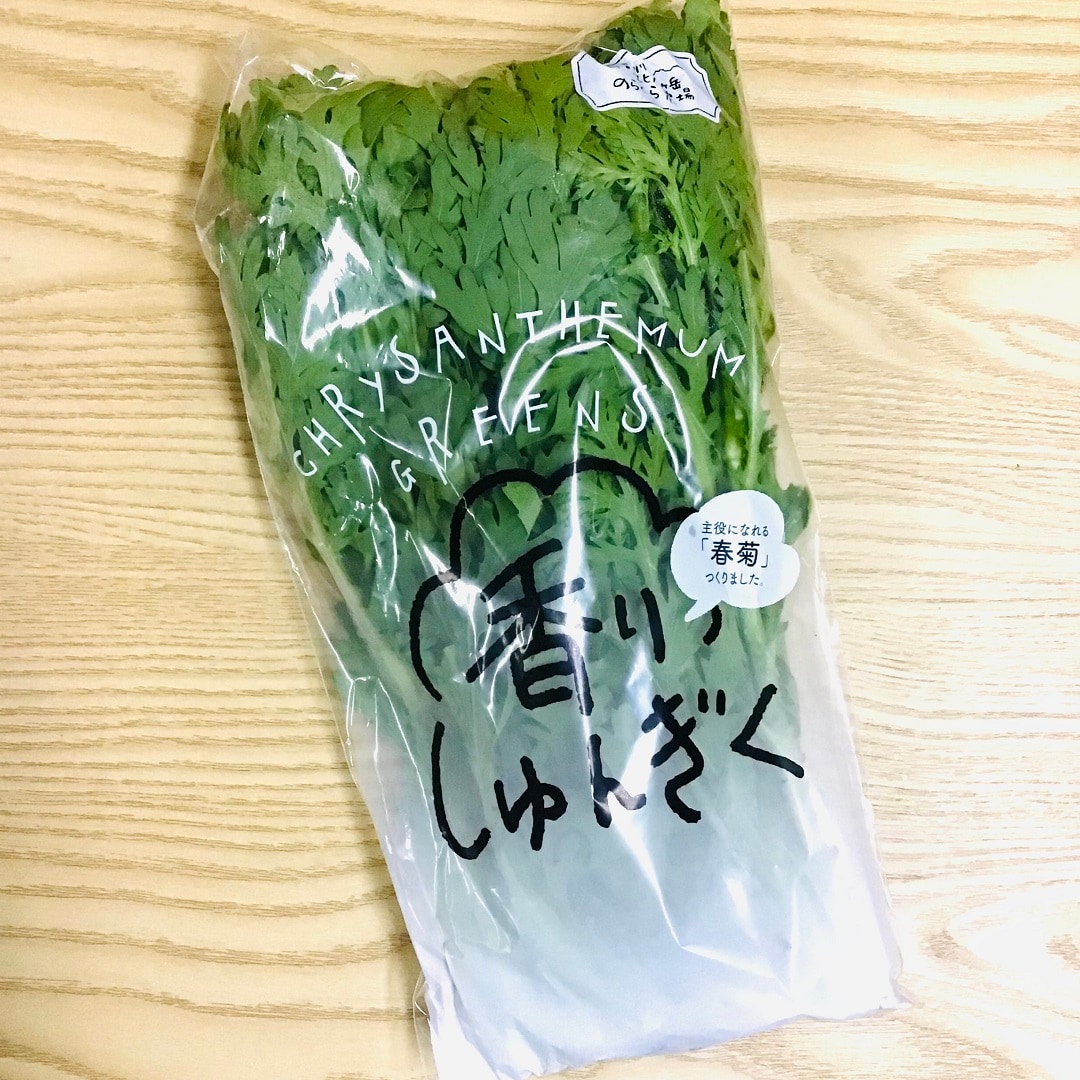 CHRYSANTHEMUM
GREENS
主役になれる
「春菊」
つくりました。
香り
しゅんぎく